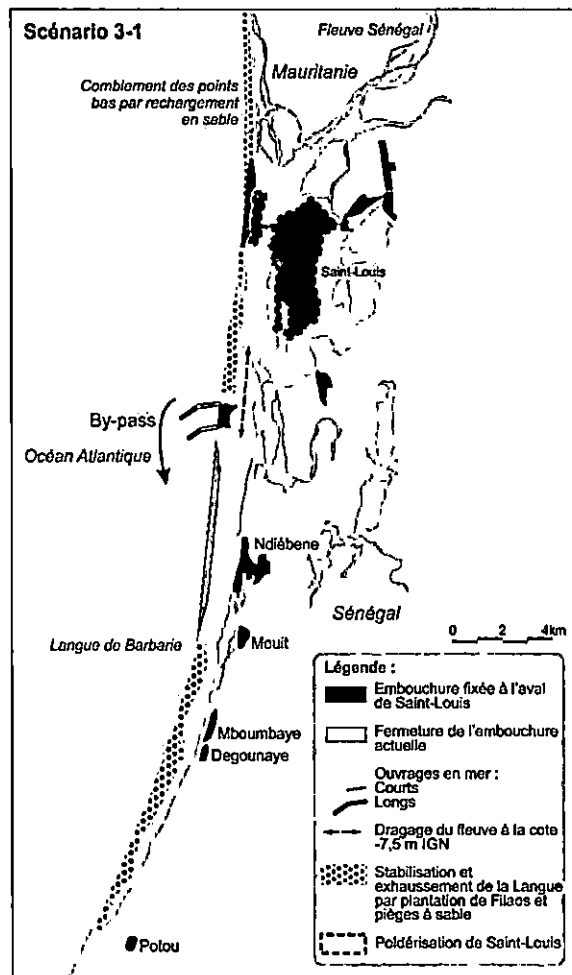 Scénario 3-1
Fleuve Sénégal
Mauritanie
Comblement des points
bas par rechargement
en sable
Saint-Louis
By-pass
Océan Atlantique
Ndiébene
Sénégal
Langue de Barbarie
Mouit
Mboumbaye
Degounaye
Potou
0 2 4km
Légende :
Embouchure fixée à l'aval
de Saint-Louis
Fermeture de l'embouchure
actuelle
Ouvrages en mer :
Courts
Longs
Dragage du fleuve à la cote
-7,5 m IGN
Stabilisation et
exhaussement de la Langue
par plantation de Filaos et
pièges à sable
Poldérisation de Saint-Louis